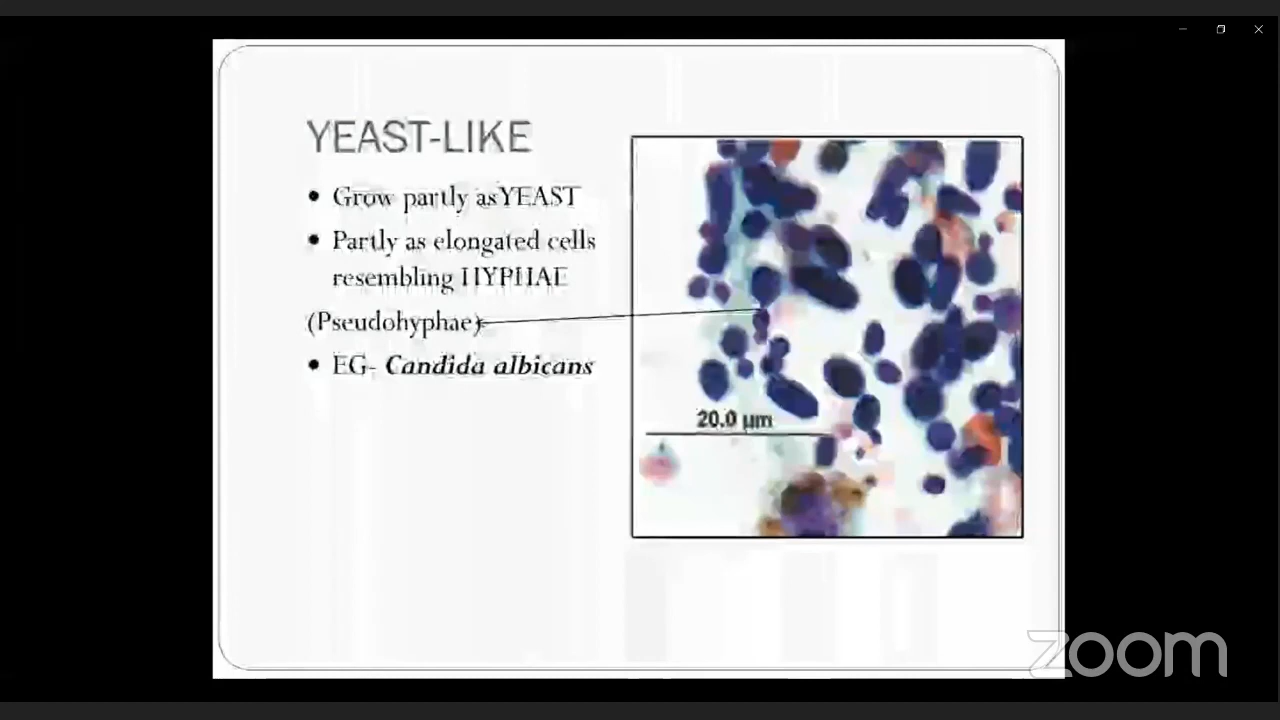 YEAST-LIKE
• Grow partly as YEAST
• Partly as elongated cells
resembling HYPHAE
(Pseudohyphae)
• EG- Candida albicans
20.0 µm
zoom